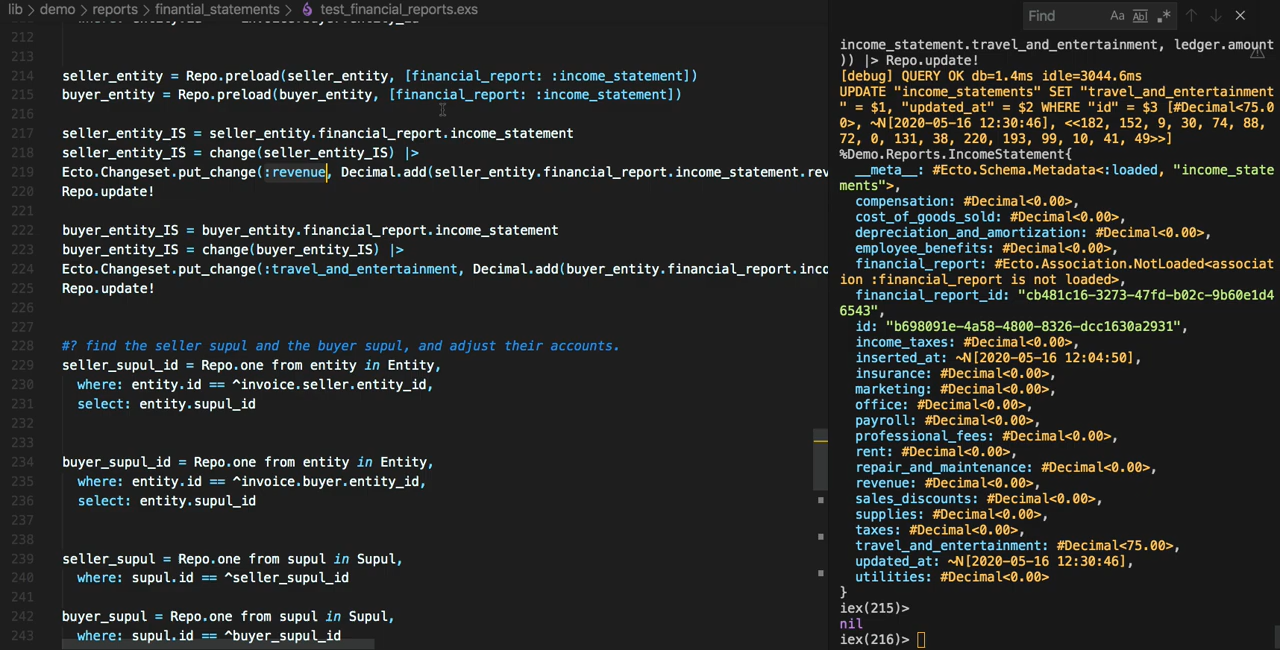 lib > demo > reports > finantial_statements > test_financial_reports.exs
212
213
214 seller_entity = Repo.preload(seller_entity, [financial_report: :income_statement])
215 buyer_entity = Repo.preload(buyer_entity, [financial_report: :income_statement])
216
217 seller_entity_IS = seller_entity.financial_report.income_statement
218 seller_entity_IS = change(seller_entity_IS) |>
219 Ecto.Changeset.put_change(:revenue, Decimal.add(seller_entity.financial_report.income_statement.rev
220 Repo.update!
221
222 buyer_entity_IS = buyer_entity.financial_report.income_statement
223 buyer_entity_IS = change(buyer_entity_IS) |>
224 Ecto.Changeset.put_change(:travel_and_entertainment, Decimal.add(buyer_entity.financial_report.inco
225 Repo.update!
226
227
228 #? find the seller supul and the buyer supul, and adjust their accounts.
229 seller_supul_id = Repo.one from entity in Entity,
230 where: entity.id == ^invoice.seller.entity_id,
231 select: entity.supul_id
232
233
234 buyer_supul_id = Repo.one from entity in Entity,
235 where: entity.id == ^invoice.buyer.entity_id,
236 select: entity.supul_id
237
238
239 seller_supul = Repo.one from supul in Supul,
240 where: supul.id == ^seller_supul_id
241
242 buyer_supul = Repo.one from supul in Supul,
243 where: supul.id == ^buyer_supul_id
Find Aa Ab .*
income_statement.travel_and_entertainment, ledger.amount
)) |> Repo.update!
[debug] QUERY OK db=1.4ms idle=3044.6ms
UPDATE "income_statements" SET "travel_and_entertainment
" = $1, "updated_at" = $2 WHERE "id" = $3 [#Decimal<75.0
0>, ~N[2020-05-16 12:30:46], <<182, 152, 9, 30, 74, 88,
72, 0, 131, 38, 220, 193, 99, 10, 41, 49>>]
%Demo.Reports.IncomeStatement{
__meta__: #Ecto.Schema.Metadata<:loaded, "income_state
ments">,
compensation: #Decimal<0.00>,
cost_of_goods_sold: #Decimal<0.00>,
depreciation_and_amortization: #Decimal<0.00>,
employee_benefits: #Decimal<0.00>,
financial_report: #Ecto.Association.NotLoaded<associat
ion :financial_report is not loaded>,
financial_report_id: "cb481c16-3273-47fd-b02c-9b60e1d4
6543",
id: "b698091e-4a58-4800-8326-dcc1630a2931",
income_taxes: #Decimal<0.00>,
inserted_at: ~N[2020-05-16 12:04:50],
insurance: #Decimal<0.00>,
marketing: #Decimal<0.00>,
office: #Decimal<0.00>,
payroll: #Decimal<0.00>,
professional_fees: #Decimal<0.00>,
rent: #Decimal<0.00>,
repair_and_maintenance: #Decimal<0.00>,
revenue: #Decimal<0.00>,
sales_discounts: #Decimal<0.00>,
supplies: #Decimal<0.00>,
taxes: #Decimal<0.00>,
travel_and_entertainment: #Decimal<75.00>,
updated_at: ~N[2020-05-16 12:30:46],
utilities: #Decimal<0.00>
}
iex(215)>
nil
iex(216)>